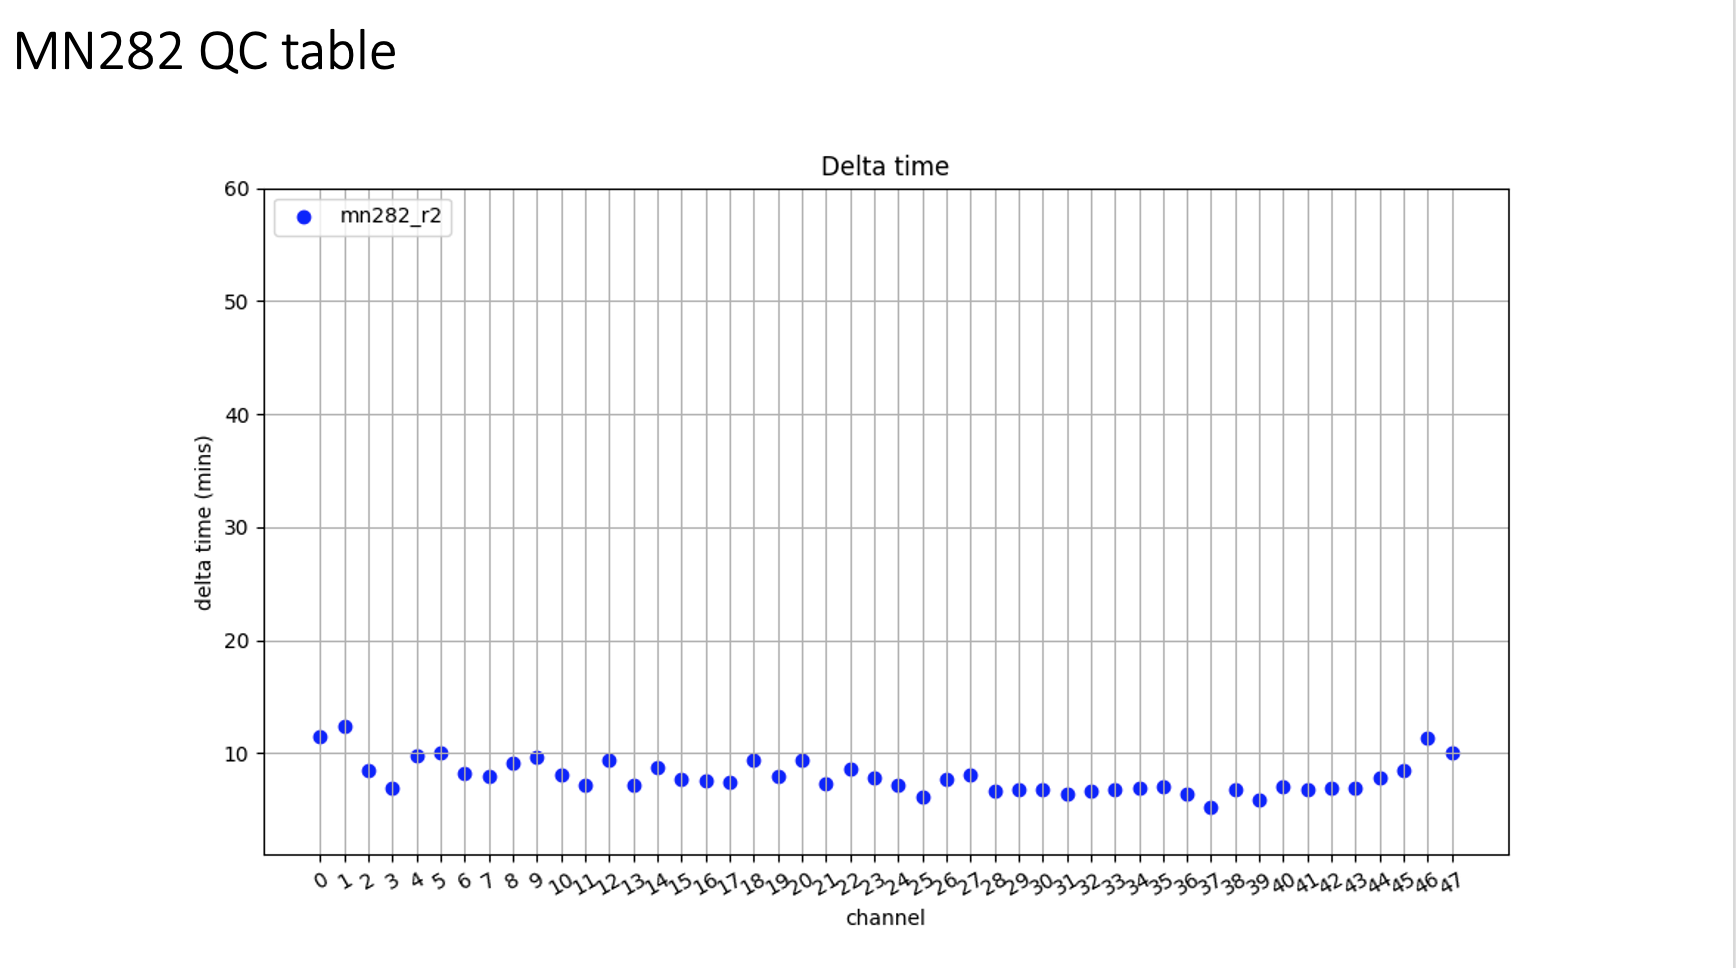 MN282 QC table
Delta time
60
mn282_r2
50
40
30
20
10
delta time (mins)
0 1 2 3 4 5 6 7 8 9 10 11 12 13 14 15 16 17 18 19 20 21 22 23 24 25 26 27 28 29 30 31 32 33 34 35 36 37 38 39 40 41 42 43 44 45 46 47
channel